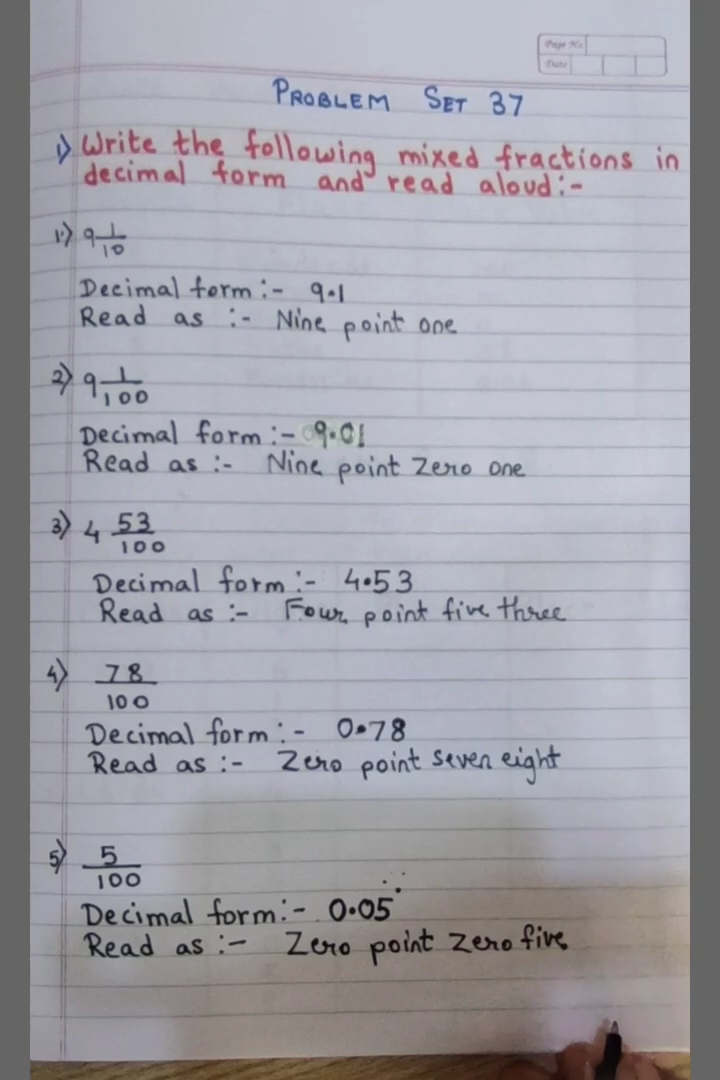 Page No.
Date
PROBLEM SET 37
1) Write the following mixed fractions in
decimal form and read aloud:-
1.) 9 1/10
Decimal form :- 9.1
Read as :- Nine point one
2) 9 1/100
Decimal form :- 9.01
Read as :- Nine point Zero one
3) 4 53/100
Decimal form :- 4.53
Read as :- Four point five three
4) 78/100
Decimal form :- 0.78
Read as :- Zero point seven eight
5) 5/100
Decimal form :- 0.05
Read as :- Zero point Zero five